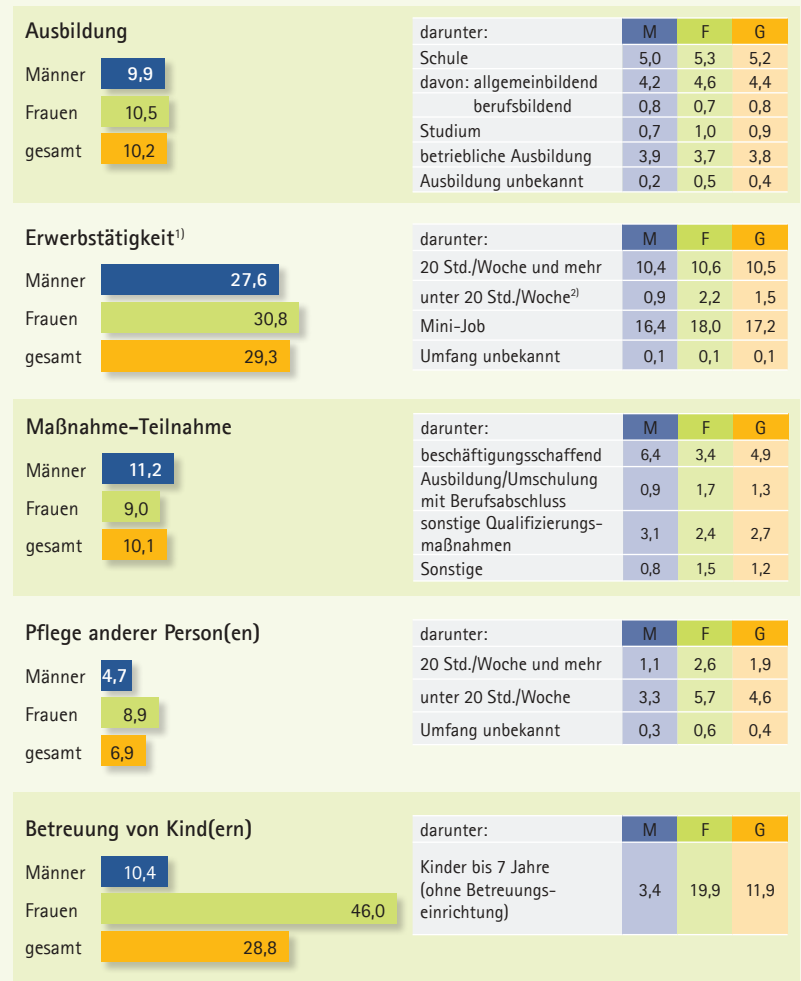 Ausbildung
Männer 9,9
Frauen 10,5
gesamt 10,2
darunter: M F G
Schule 5,0 5,3 5,2
davon: allgemeinbildend 4,2 4,6 4,4
berufsbildend 0,8 0,7 0,8
Studium 0,7 1,0 0,9
betriebliche Ausbildung 3,9 3,7 3,8
Ausbildung unbekannt 0,2 0,5 0,4
Erwerbstätigkeit1)
Männer 27,6
Frauen 30,8
gesamt 29,3
darunter: M F G
20 Std./Woche und mehr 10,4 10,6 10,5
unter 20 Std./Woche2) 0,9 2,2 1,5
Mini-Job 16,4 18,0 17,2
Umfang unbekannt 0,1 0,1 0,1
Maßnahme-Teilnahme
Männer 11,2
Frauen 9,0
gesamt 10,1
darunter: M F G
beschäftigungsschaffend 6,4 3,4 4,9
Ausbildung/Umschulung
mit Berufsabschluss 0,9 1,7 1,3
sonstige Qualifizierungs-
maßnahmen 3,1 2,4 2,7
Sonstige 0,8 1,5 1,2
Pflege anderer Person(en)
Männer 4,7
Frauen 8,9
gesamt 6,9
darunter: M F G
20 Std./Woche und mehr 1,1 2,6 1,9
unter 20 Std./Woche 3,3 5,7 4,6
Umfang unbekannt 0,3 0,6 0,4
Betreuung von Kind(ern)
Männer 10,4
Frauen 46,0
gesamt 28,8
darunter: M F G
Kinder bis 7 Jahre
(ohne Betreuungs- 3,4 19,9 11,9
einrichtung)